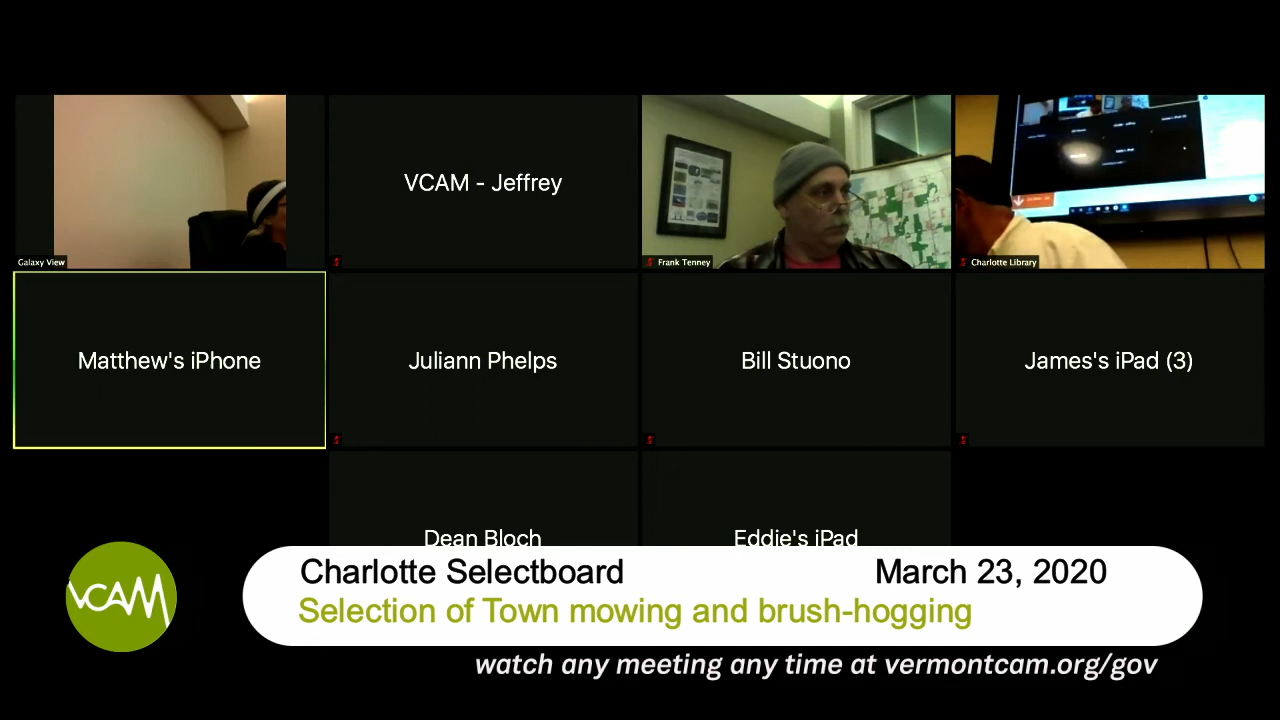 VCAM - Jeffrey
Galaxy View
Frank Tenney
Charlotte Library
Matthew's iPhone
Juliann Phelps
Bill Stuono
James's iPad (3)
Dean Bloch
Eddie's iPad
VCAM
Charlotte Selectboard
March 23, 2020
Selection of Town mowing and brush-hogging
watch any meeting any time at vermontcam.org/gov